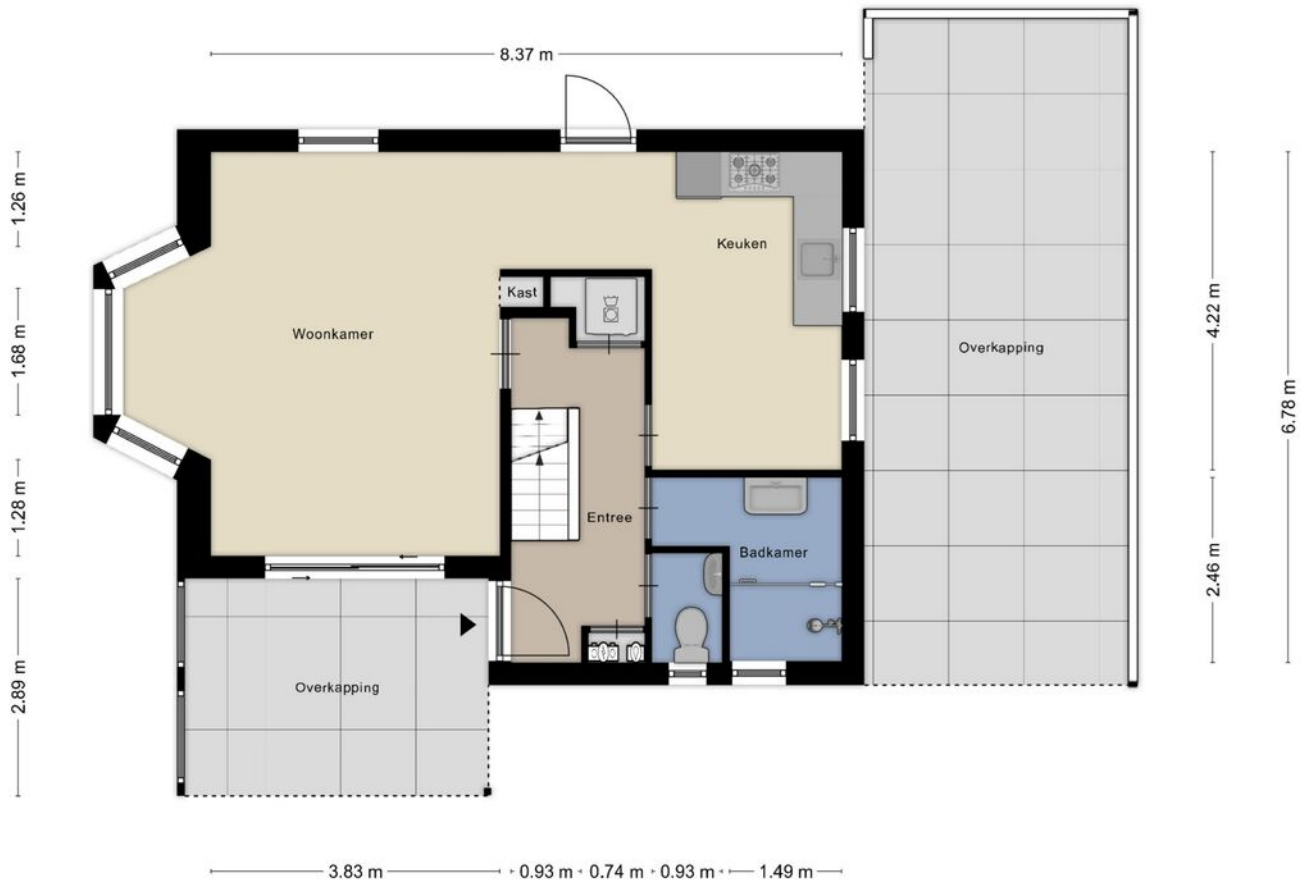 8.37 m
1.26 m
1.68 m
1.28 m
2.89 m
Keuken
Kast
Woonkamer
Overkapping
Entree
Badkamer
Overkapping
4.22 m
2.46 m
6.78 m
3.83 m
0.93 m
0.74 m
0.93 m
1.49 m